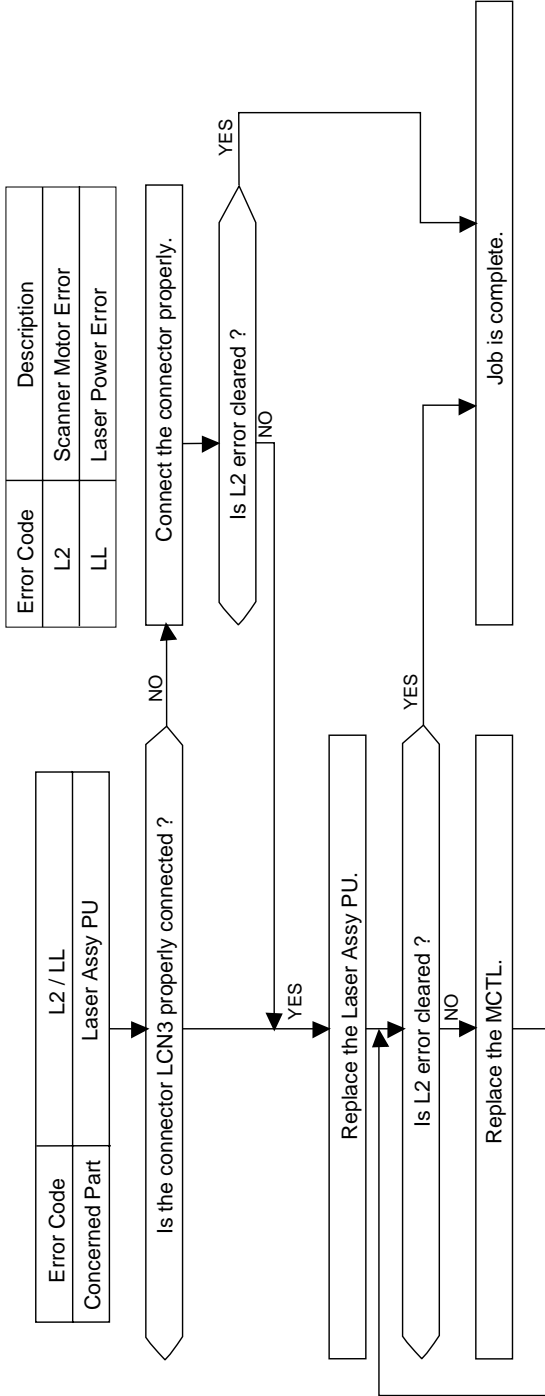 Error Code L2 / LL
Concerned Part Laser Assy PU
Error Code Description
L2 Scanner Motor Error
LL Laser Power Error
Is the connector LCN3 properly connected ?
NO
Connect the connector properly.
Is L2 error cleared ?
YES
NO
YES
Replace the Laser Assy PU.
Is L2 error cleared ?
YES
NO
Replace the MCTL.
Job is complete.